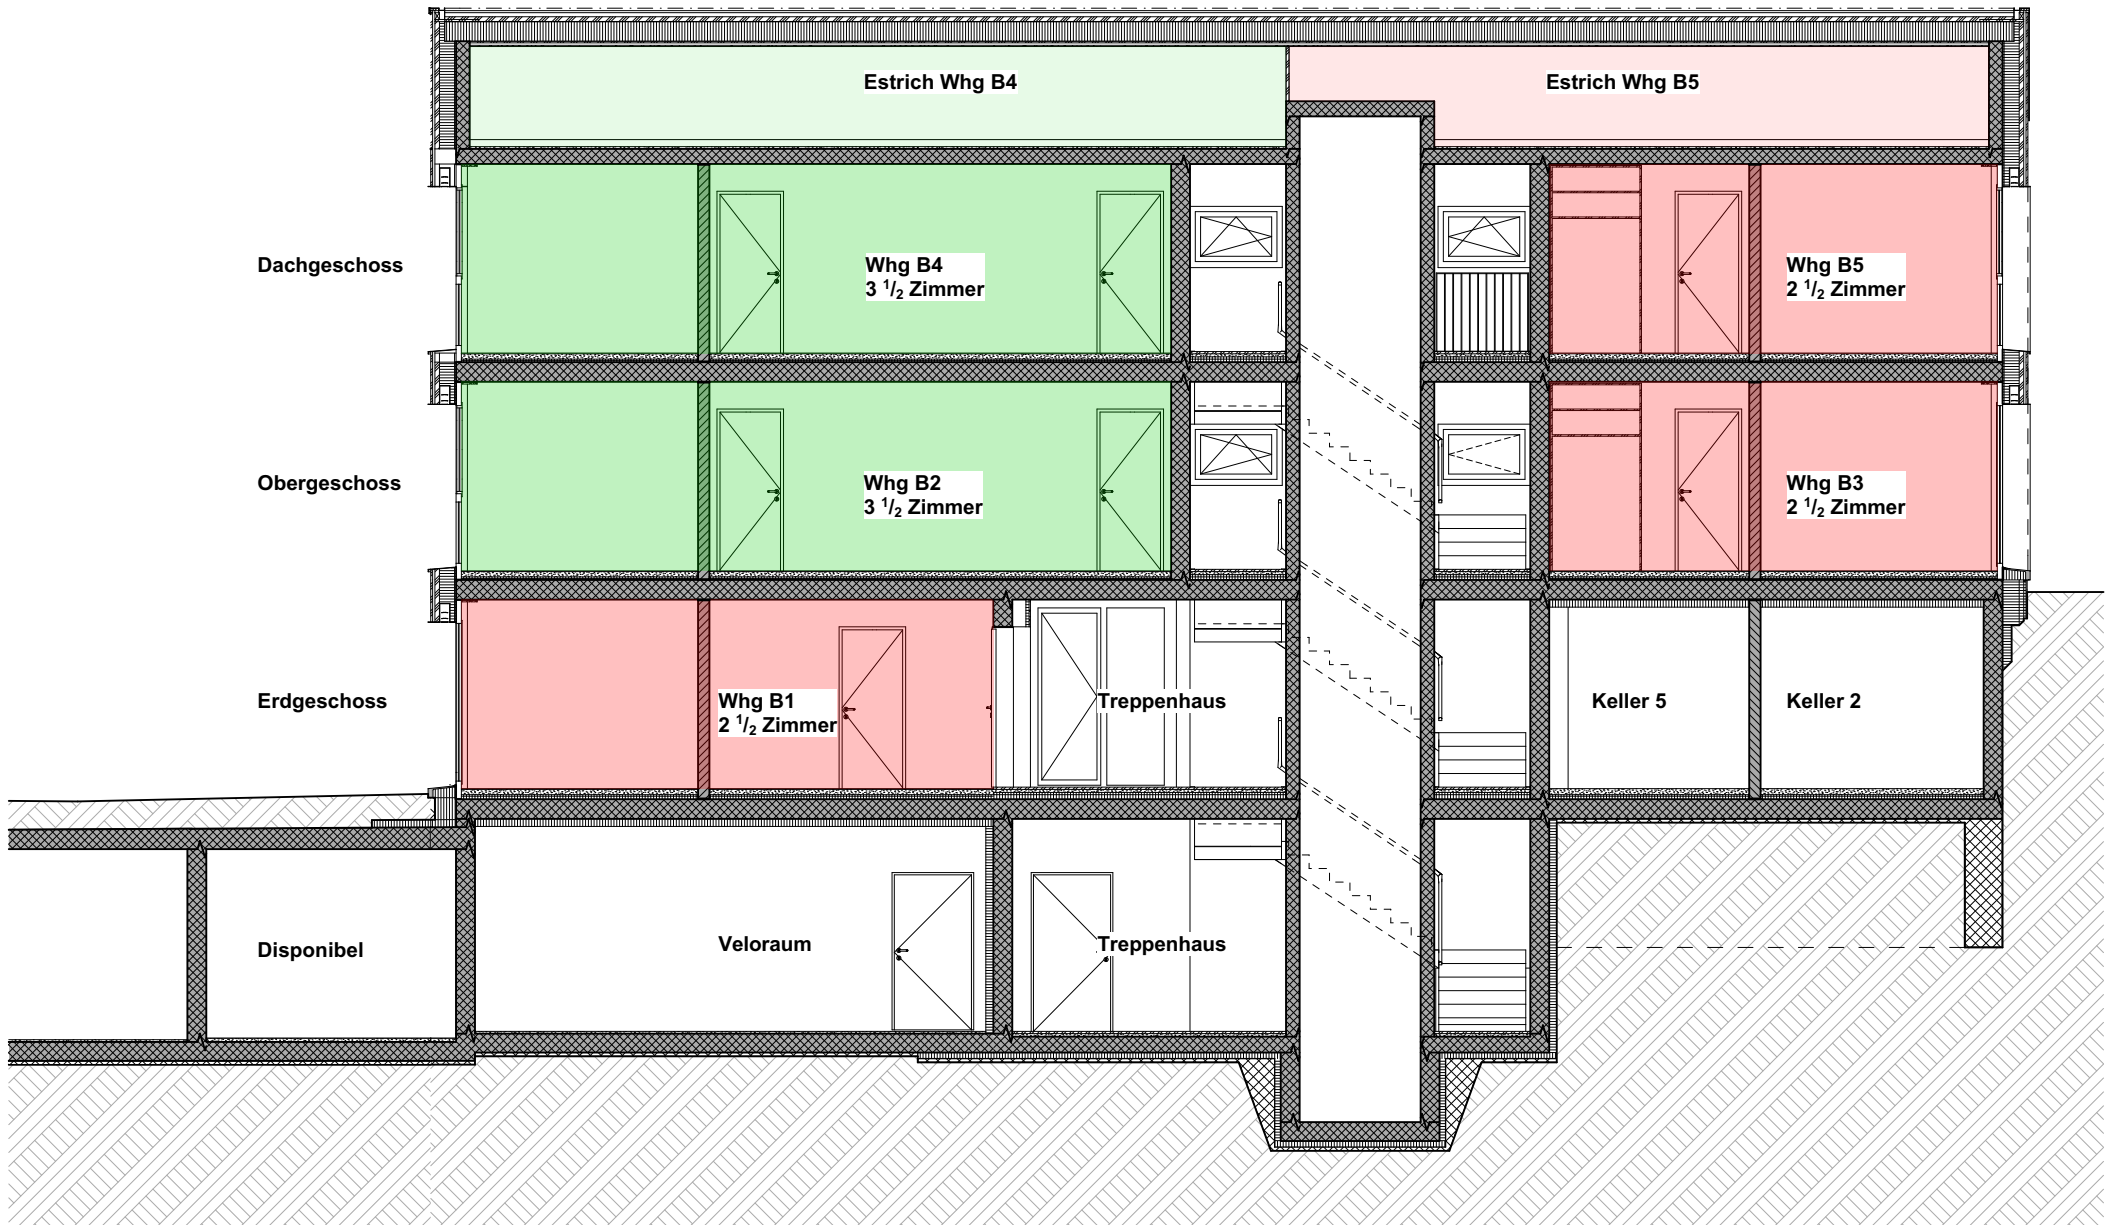 Estrich Whg B4
Estrich Whg B5
Dachgeschoss
Whg B4
3 1/2 Zimmer
Whg B5
2 1/2 Zimmer
Obergeschoss
Whg B2
3 1/2 Zimmer
Whg B3
2 1/2 Zimmer
Erdgeschoss
Whg B1
2 1/2 Zimmer
Treppenhaus
Keller 5
Keller 2
Disponibel
Veloraum
Treppenhaus